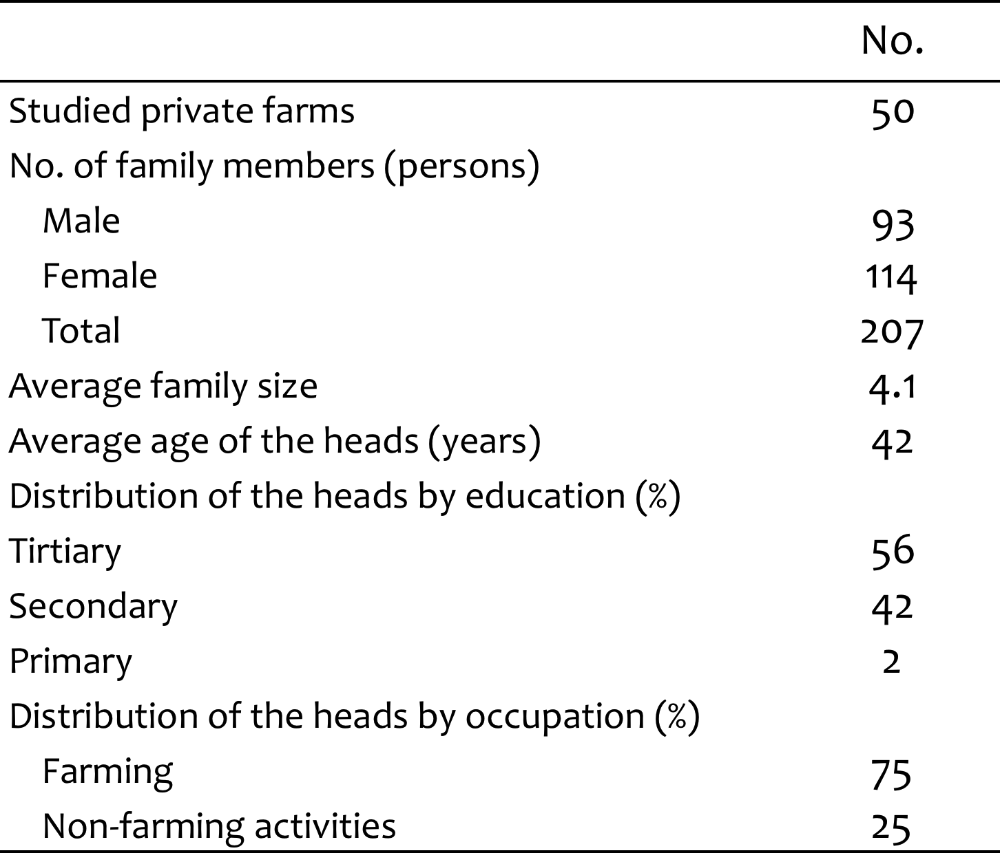 No.
Studied private farms 50
No. of family members (persons)
Male 93
Female 114
Total 207
Average family size 4.1
Average age of the heads (years) 42
Distribution of the heads by education (%)
Tirtiary 56
Secondary 42
Primary 2
Distribution of the heads by occupation (%)
Farming 75
Non-farming activities 25